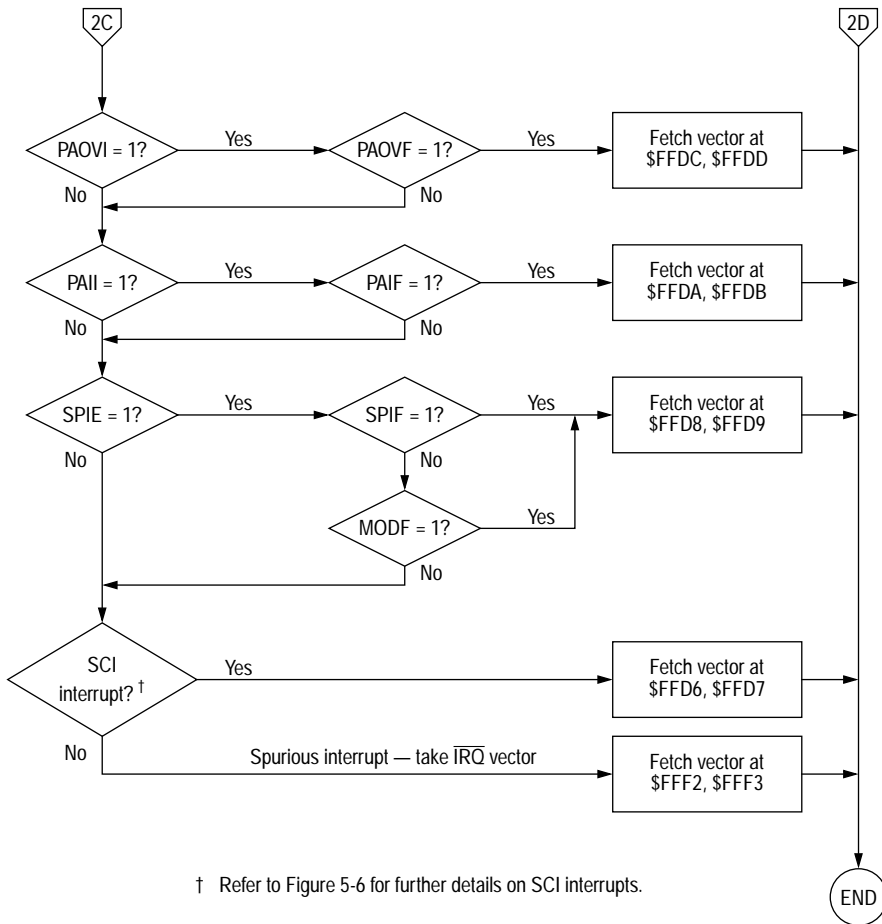 2C
2D
PAOVI = 1?
Yes
PAOVF = 1?
Yes
Fetch vector at
$FFDC, $FFDD
No
No
PAII = 1?
Yes
PAIF = 1?
Yes
Fetch vector at
$FFDA, $FFDB
No
No
SPIE = 1?
Yes
SPIF = 1?
Yes
Fetch vector at
$FFD8, $FFD9
No
No
MODF = 1?
Yes
No
SCI
interrupt? †
Yes
Fetch vector at
$FFD6, $FFD7
No
Spurious interrupt — take I̅R̅Q̅ vector
Fetch vector at
$FFF2, $FFF3
† Refer to Figure 5-6 for further details on SCI interrupts.
END